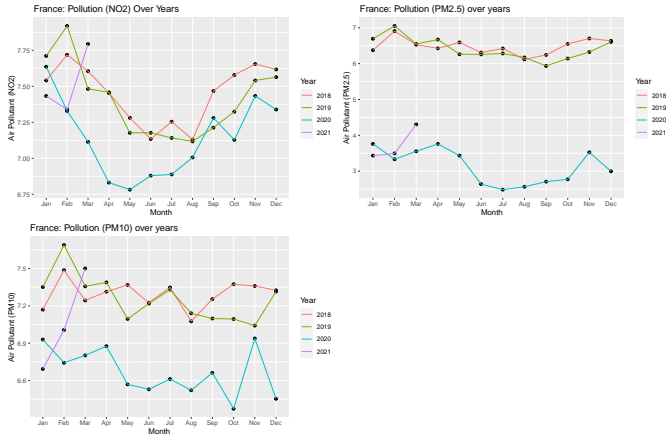 France: Pollution (NO2) Over Years
Air Pollutant (NO2)
7.75
7.50
7.25
7.00
6.75
Jan Feb Mar Apr May Jun Jul Aug Sep Oct Nov Dec
Month
Year
2018
2019
2020
2021
France: Pollution (PM2.5) over years
Air Pollutant (PM2.5)
7
6
5
4
3
Jan Feb Mar Apr May Jun Jul Aug Sep Oct Nov Dec
Month
Year
2018
2019
2020
2021
France: Pollution (PM10) over years
Air Pollutant (PM10)
7.5
7.2
6.9
6.6
Jan Feb Mar Apr May Jun Jul Aug Sep Oct Nov Dec
Month
Year
2018
2019
2020
2021